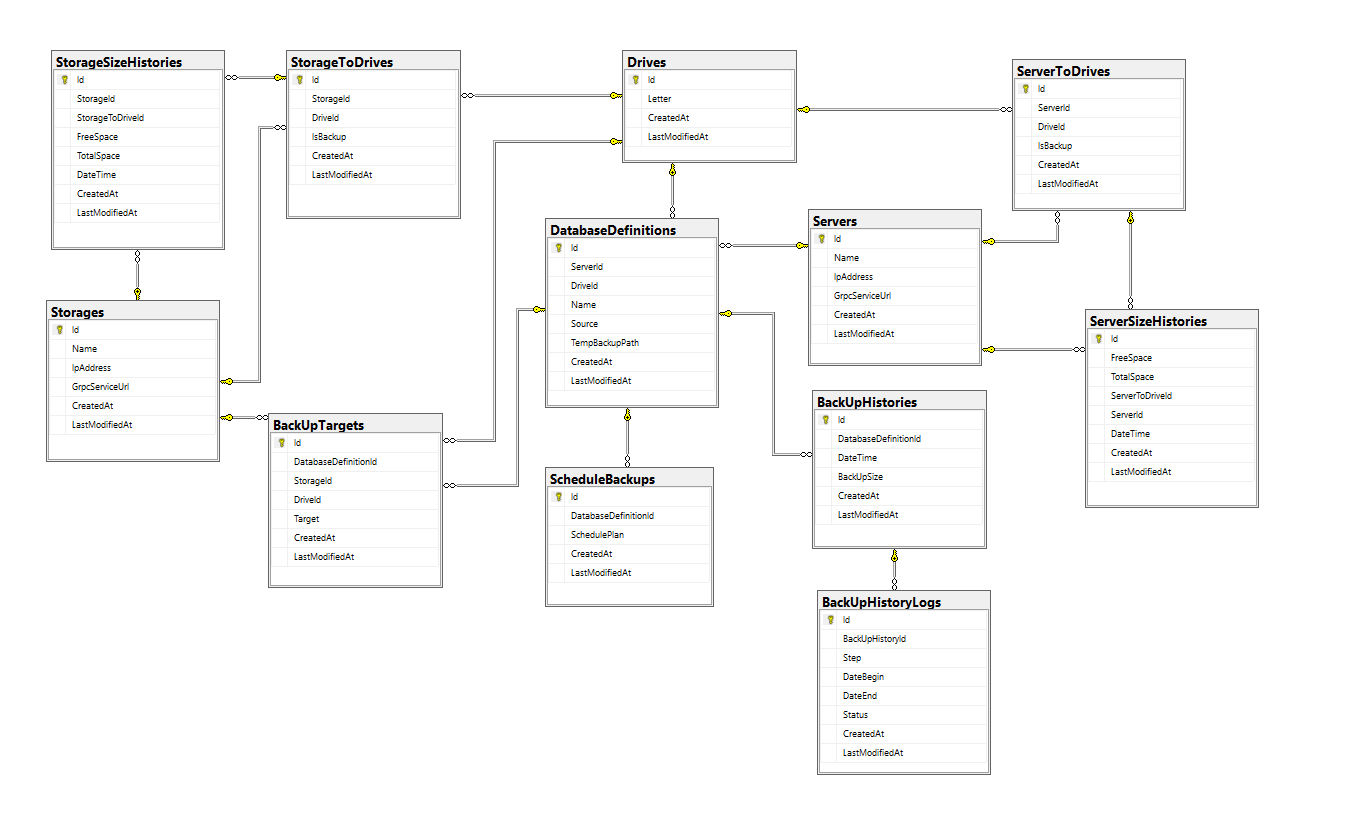 StorageSizeHistories
Id
StorageId
StorageToDriveId
FreeSpace
TotalSpace
DateTime
CreatedAt
LastModifiedAt
StorageToDrives
Id
StorageId
DriveId
IsBackup
CreatedAt
LastModifiedAt
Drives
Id
Letter
CreatedAt
LastModifiedAt
ServerToDrives
Id
ServerId
DriveId
IsBackup
CreatedAt
LastModifiedAt
DatabaseDefinitions
Id
ServerId
DriveId
Name
Source
TempBackupPath
CreatedAt
LastModifiedAt
Servers
Id
Name
IpAddress
GrpcServiceUrl
CreatedAt
LastModifiedAt
Storages
Id
Name
IpAddress
GrpcServiceUrl
CreatedAt
LastModifiedAt
ServerSizeHistories
Id
FreeSpace
TotalSpace
ServerToDriveId
ServerId
DateTime
CreatedAt
LastModifiedAt
BackUpTargets
Id
DatabaseDefinitionId
StorageId
DriveId
Target
CreatedAt
LastModifiedAt
ScheduleBackups
Id
DatabaseDefinitionId
SchedulePlan
CreatedAt
LastModifiedAt
BackUpHistories
Id
DatabaseDefinitionId
DateTime
BackUpSize
CreatedAt
LastModifiedAt
BackUpHistoryLogs
Id
BackUpHistoryId
Step
DateBegin
DateEnd
Status
CreatedAt
LastModifiedAt